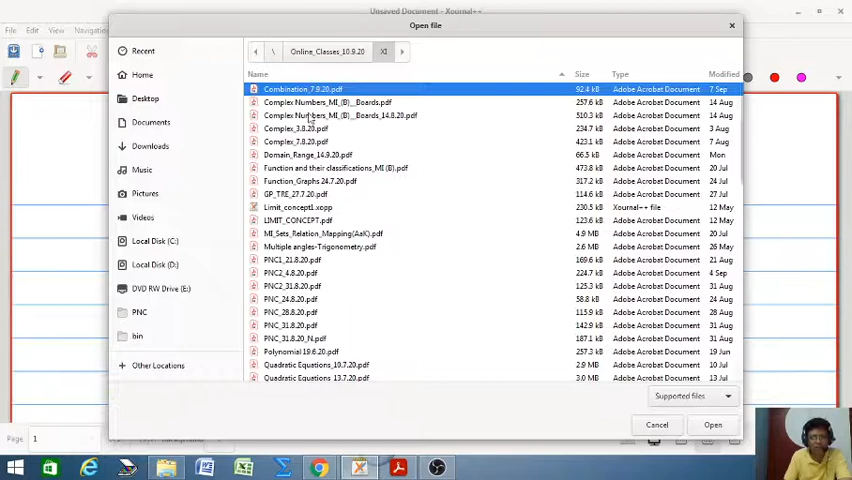 Unsaved Document - Xournal++
File Edit View Navigation
Open file
Recent
Home
Desktop
Documents
Downloads
Music
Pictures
Videos
Local Disk (C:)
Local Disk (D:)
DVD RW Drive (E:)
PNC
bin
Other Locations
\ Online_Classes_10.9.20 XI
Name Size Type Modified
Combination_7.9.20.pdf 92.4 kB Adobe Acrobat Document 7 Sep
Complex Numbers_MI_(B)__Boards.pdf 257.6 kB Adobe Acrobat Document 14 Aug
Complex Numbers_MI_(B)__Boards_14.8.20.pdf 510.3 kB Adobe Acrobat Document 14 Aug
Complex_3.8.20.pdf 234.7 kB Adobe Acrobat Document 3 Aug
Complex_7.8.20.pdf 423.1 kB Adobe Acrobat Document 7 Aug
Domain_Range_14.9.20.pdf 66.5 kB Adobe Acrobat Document Mon
Function and their classifications_MI (B).pdf 473.8 kB Adobe Acrobat Document 20 Jul
Function_Graphs 24.7.20.pdf 317.2 kB Adobe Acrobat Document 24 Jul
GP_TRE_27.7.20.pdf 114.6 kB Adobe Acrobat Document 27 Jul
Limit_concept1.xopp 230.5 kB Xournal++ file 12 May
LIMIT_CONCEPT.pdf 698.2 kB Adobe Acrobat Document 12 May
MI_Sets_Relation_Mapping(AaK).pdf 4.9 MB Adobe Acrobat Document 20 Jul
Multiple angles-Trigonometry.pdf 2.6 MB Adobe Acrobat Document 26 May
PNC1_21.8.20.pdf 169.6 kB Adobe Acrobat Document 21 Aug
PNC2_4.8.20.pdf 224.7 kB Adobe Acrobat Document 4 Sep
PNC2_31.8.20.pdf 125.3 kB Adobe Acrobat Document 31 Aug
PNC_24.8.20.pdf 58.8 kB Adobe Acrobat Document 24 Aug
PNC_28.8.20.pdf 115.9 kB Adobe Acrobat Document 28 Aug
PNC_31.8.20.pdf 142.9 kB Adobe Acrobat Document 31 Aug
PNC_31.8.20_N.pdf 187.1 kB Adobe Acrobat Document 31 Aug
Polynomial 19.6.20.pdf 257.3 kB Adobe Acrobat Document 19 Jun
Quadratic Equations_10.7.20.pdf 2.9 MB Adobe Acrobat Document 10 Jul
Quadratic Equations 13.7.20.pdf 3.0 MB Adobe Acrobat Document 13 Jul
Supported files
Cancel Open
Page 1